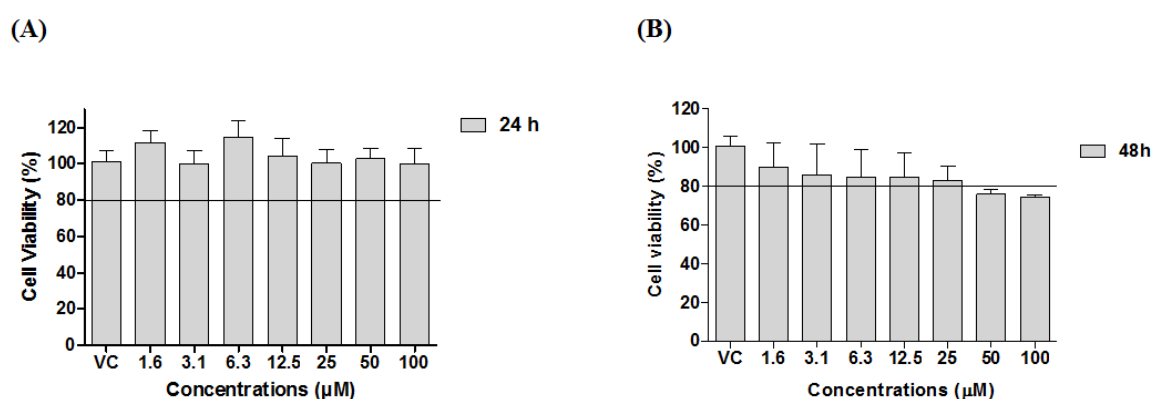 (A)
(B)
24 h
48h
Cell Viability (%)
120
100
80
60
40
20
0
VC 1.6 3.1 6.3 12.5 25 50 100
Concentrations (µM)
Cell viability (%)
120
100
80
60
40
20
0
VC 1.6 3.1 6.3 12.5 25 50 100
Concentrations (µM)